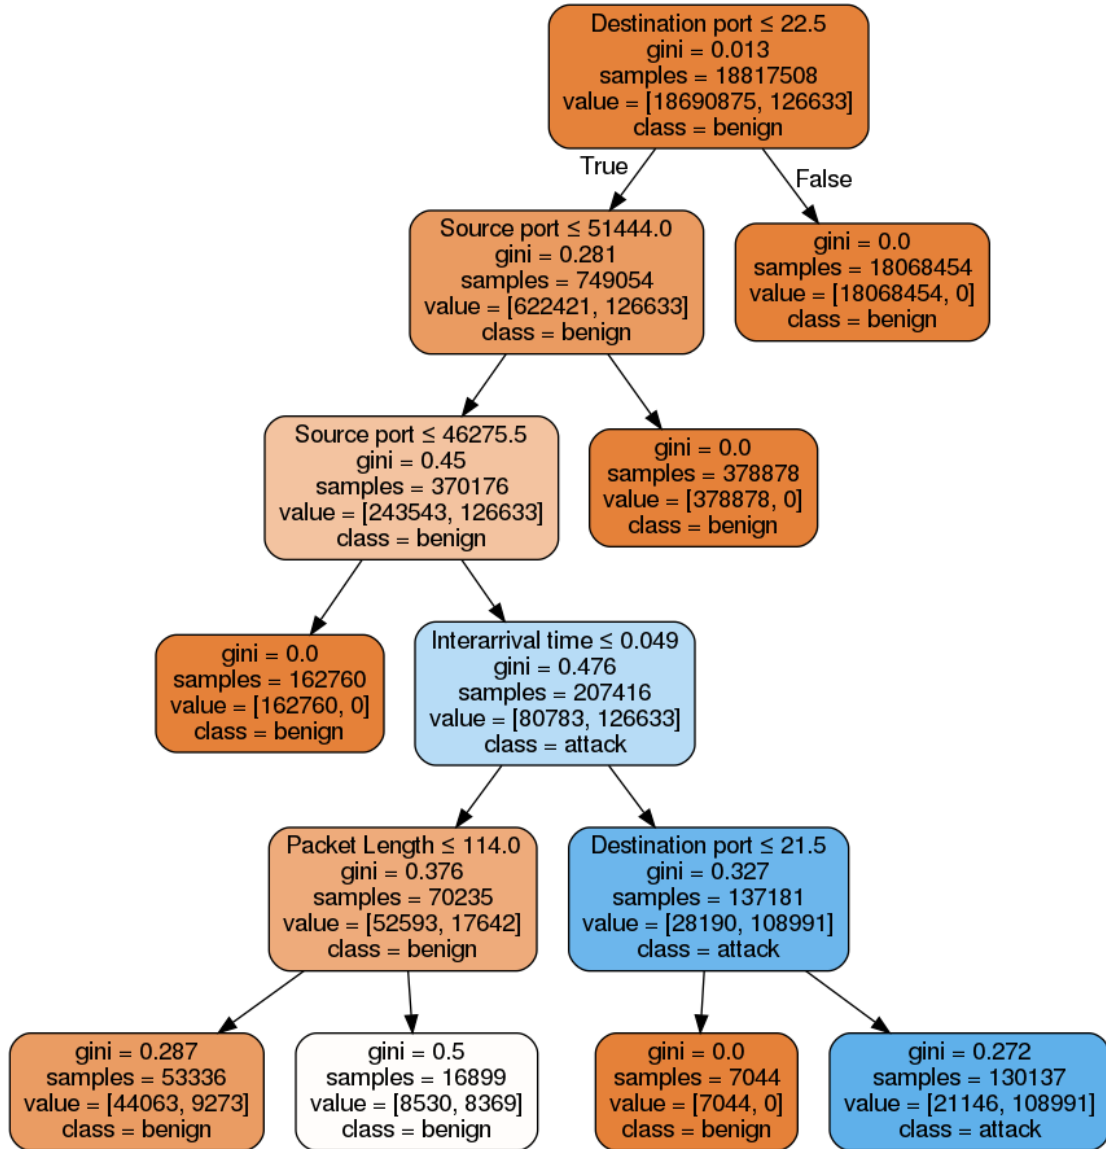 Destination port ≤ 22.5
gini = 0.013
samples = 18817508
value = [18690875, 126633]
class = benign
True
False
Source port ≤ 51444.0
gini = 0.281
samples = 749054
value = [622421, 126633]
class = benign
gini = 0.0
samples = 18068454
value = [18068454, 0]
class = benign
Source port ≤ 46275.5
gini = 0.45
samples = 370176
value = [243543, 126633]
class = benign
gini = 0.0
samples = 378878
value = [378878, 0]
class = benign
gini = 0.0
samples = 162760
value = [162760, 0]
class = benign
Interarrival time ≤ 0.049
gini = 0.476
samples = 207416
value = [80783, 126633]
class = attack
Packet Length ≤ 114.0
gini = 0.376
samples = 70235
value = [52593, 17642]
class = benign
Destination port ≤ 21.5
gini = 0.327
samples = 137181
value = [28190, 108991]
class = attack
gini = 0.287
samples = 53336
value = [44063, 9273]
class = benign
gini = 0.5
samples = 16899
value = [8530, 8369]
class = benign
gini = 0.0
samples = 7044
value = [7044, 0]
class = benign
gini = 0.272
samples = 130137
value = [21146, 108991]
class = attack